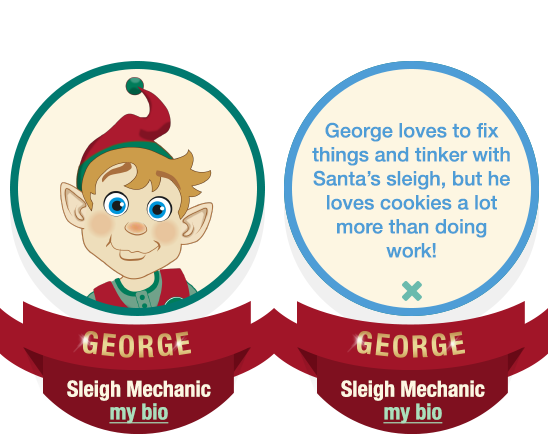 GEORGE
Sleigh Mechanic
my bio
George loves to fix
things and tinker with
Santa's sleigh, but he
loves cookies a lot
more than doing
work!
GEORGE
Sleigh Mechanic
my bio